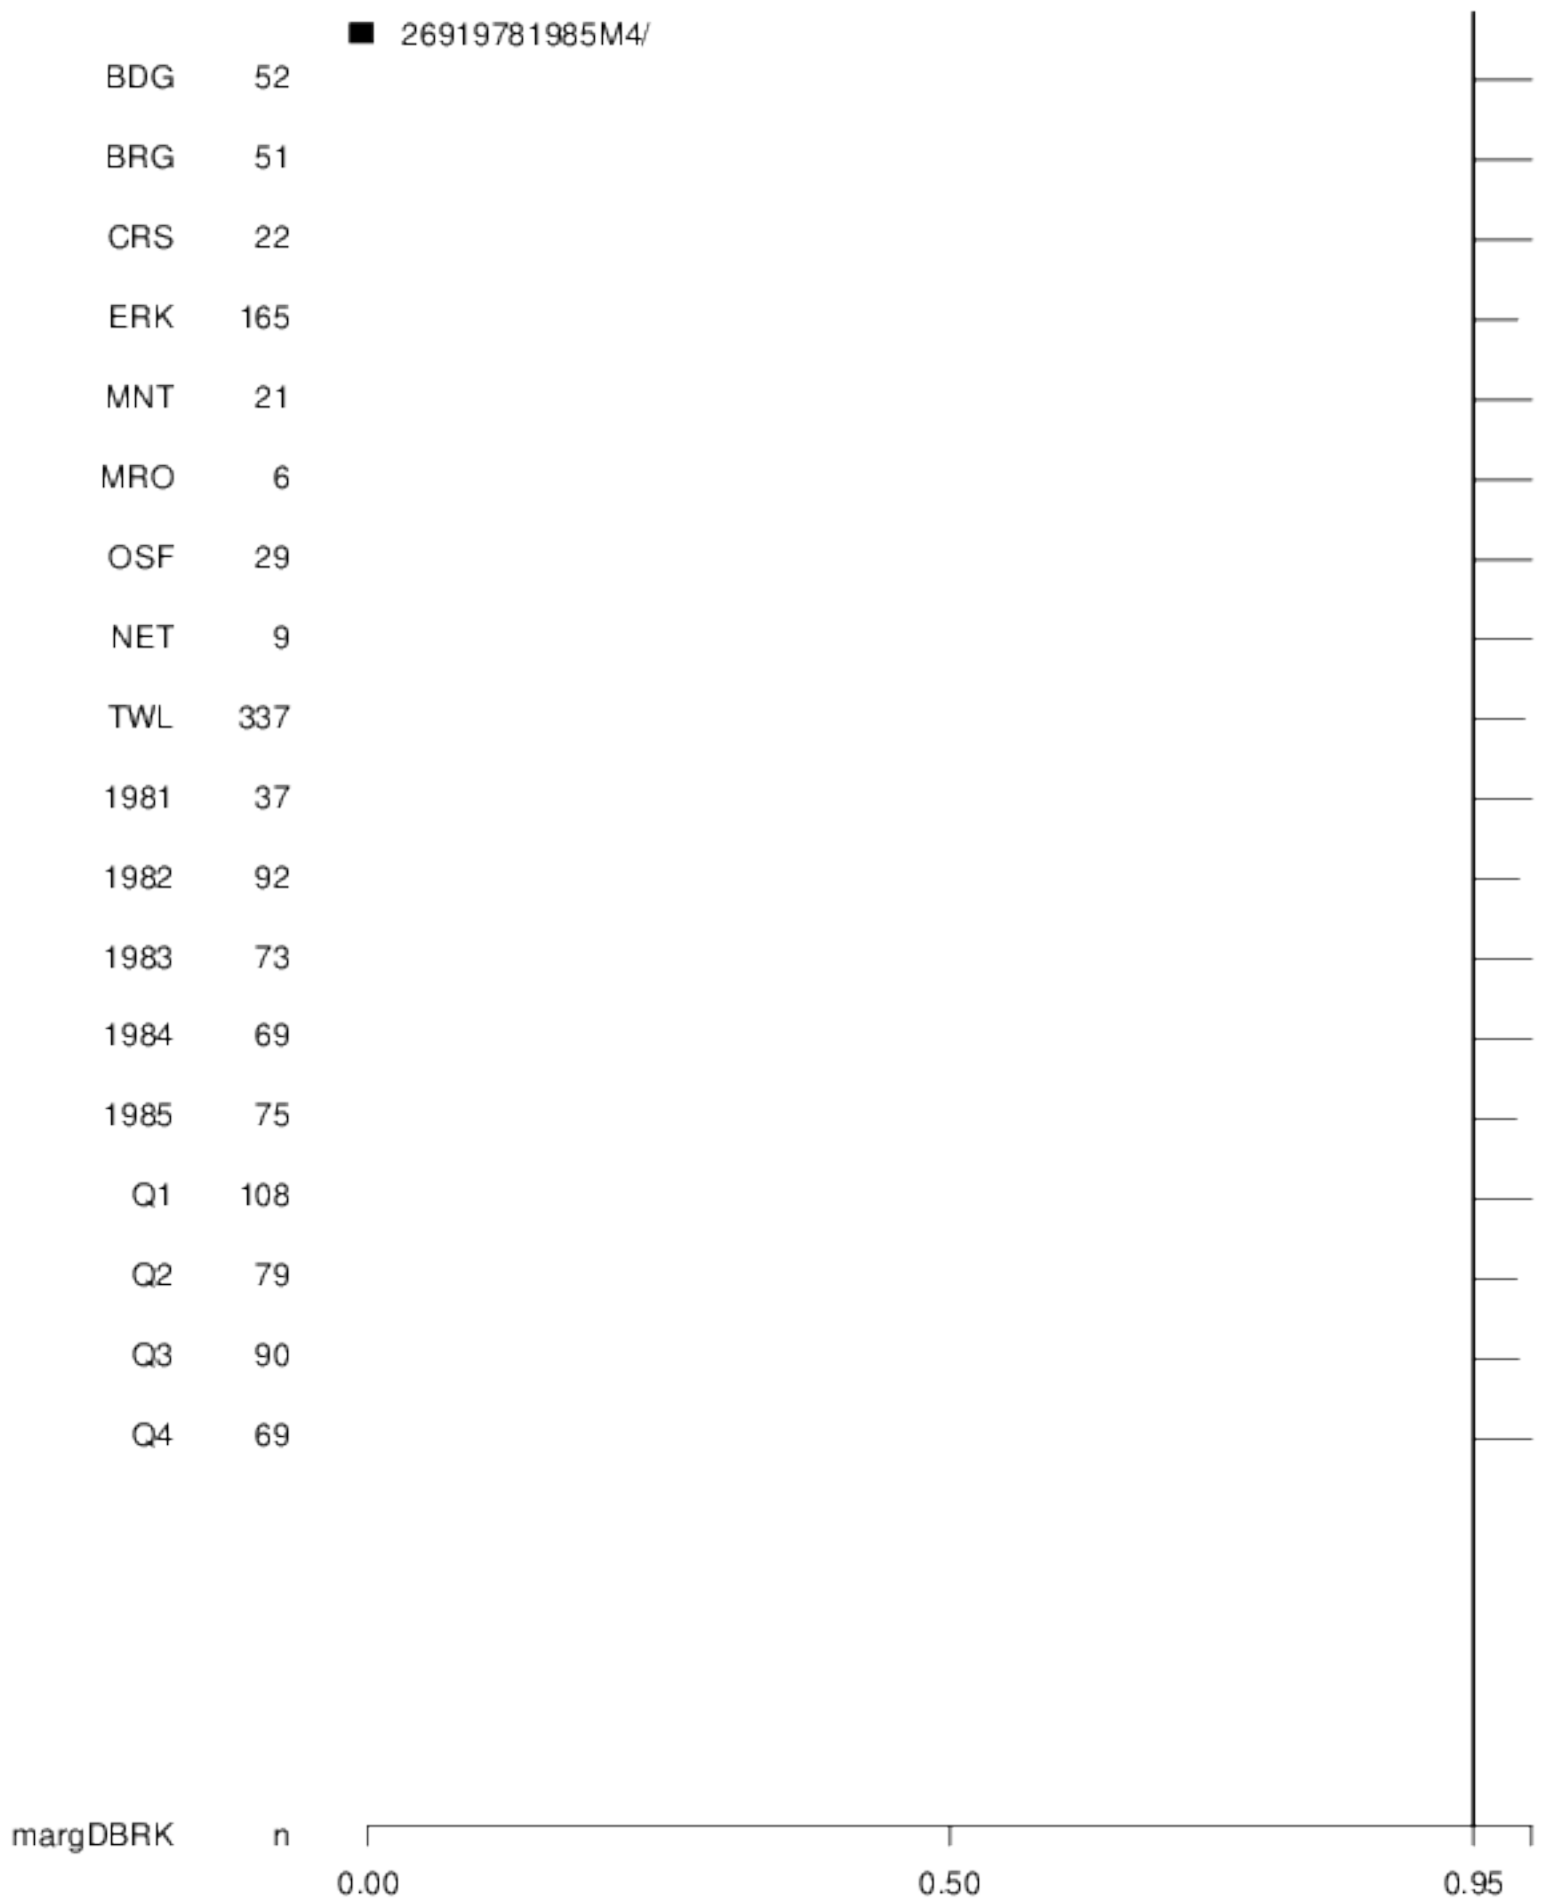 26919781985M4/
BDG 52
BRG 51
CRS 22
ERK 165
MNT 21
MRO 6
OSF 29
NET 9
TWL 337
1981 37
1982 92
1983 73
1984 69
1985 75
Q1 108
Q2 79
Q3 90
Q4 69
margDBRK n
0.00 0.50 0.95